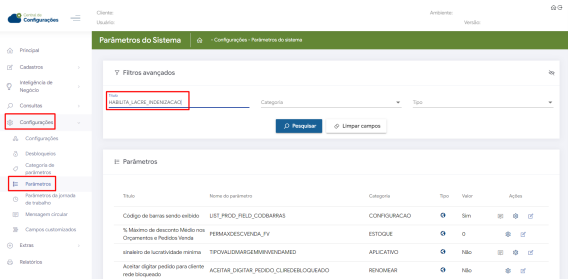 Central de
Configurações
Cliente:
Usuário:
Ambiente:
Versão:
Parâmetros do Sistema
- Configurações - Parâmetros do sistema
Principal
Cadastros
Inteligência de
Negócio
Consultas
Configurações
Configurações
Desbloqueios
Categoria de
parâmetros
Parâmetros
Parâmetros da jornada
de trabalho
Mensagem circular
Campos customizados
Extras
Relatórios
Filtros avançados
Título
HABILITA_LACRE_INDENIZACAO
Categoria
Tipo
Pesquisar
Limpar campos
Parâmetros
Título Nome do parâmetro Categoria Tipo Valor Ações
Código de barras sendo exibido LIST_PROD_FIELD_CODBARRAS CONFIGURACAO Sim
% Máximo de desconto Médio nos
Orçamentos e Pedidos Venda PERMAXDESCVENDA_FV ESTOQUE 0
sinaleiro de lucratividade minima TIPOVALIDMARGEMMINVENDAMED APLICATIVO Não
Aceitar digitar pedido para cliente
rede bloqueado ACEITAR_DIGITAR_PEDIDO_CLIREDEBLOQUEADO RENOMEAR Não